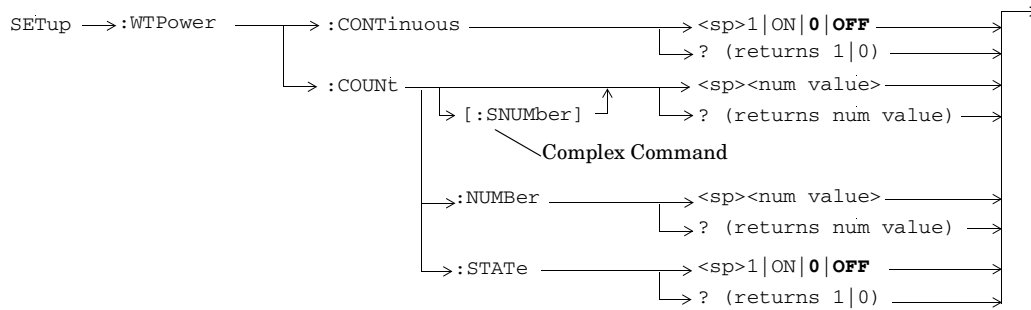 SETup :WTPower :CONTinuous <sp>1|ON|0|OFF
? (returns 1|0)
:COUNt <sp><num value>
[:SNUMber] ? (returns num value)
Complex Command
:NUMBer <sp><num value>
? (returns num value)
:STATe <sp>1|ON|0|OFF
? (returns 1|0)